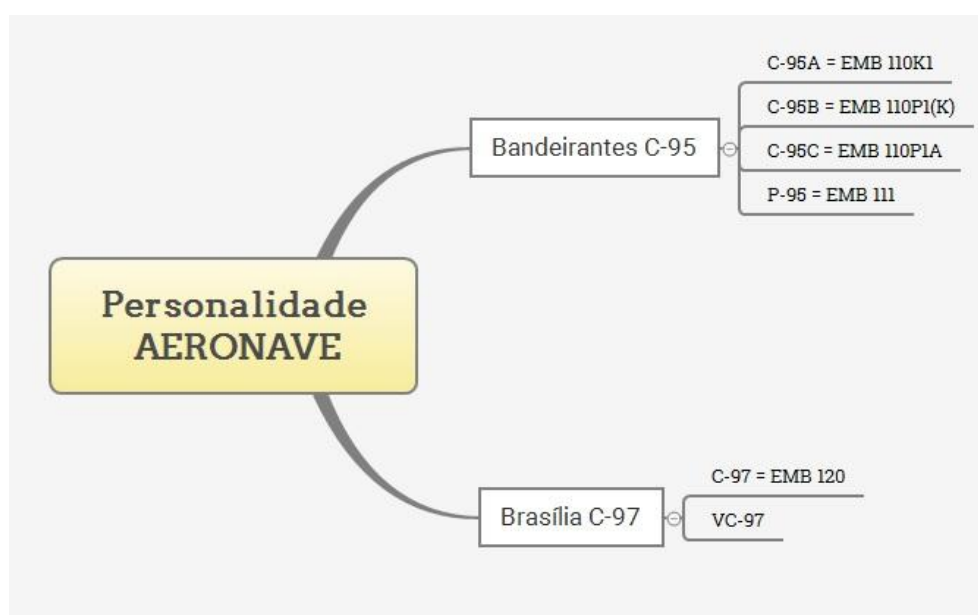 Personalidade
AERONAVE
Bandeirantes C-95
C-95A = EMB 110K1
C-95B = EMB 110P1(K)
C-95C = EMB 110P1A
P-95 = EMB 111
Brasília C-97
C-97 = EMB 120
VC-97